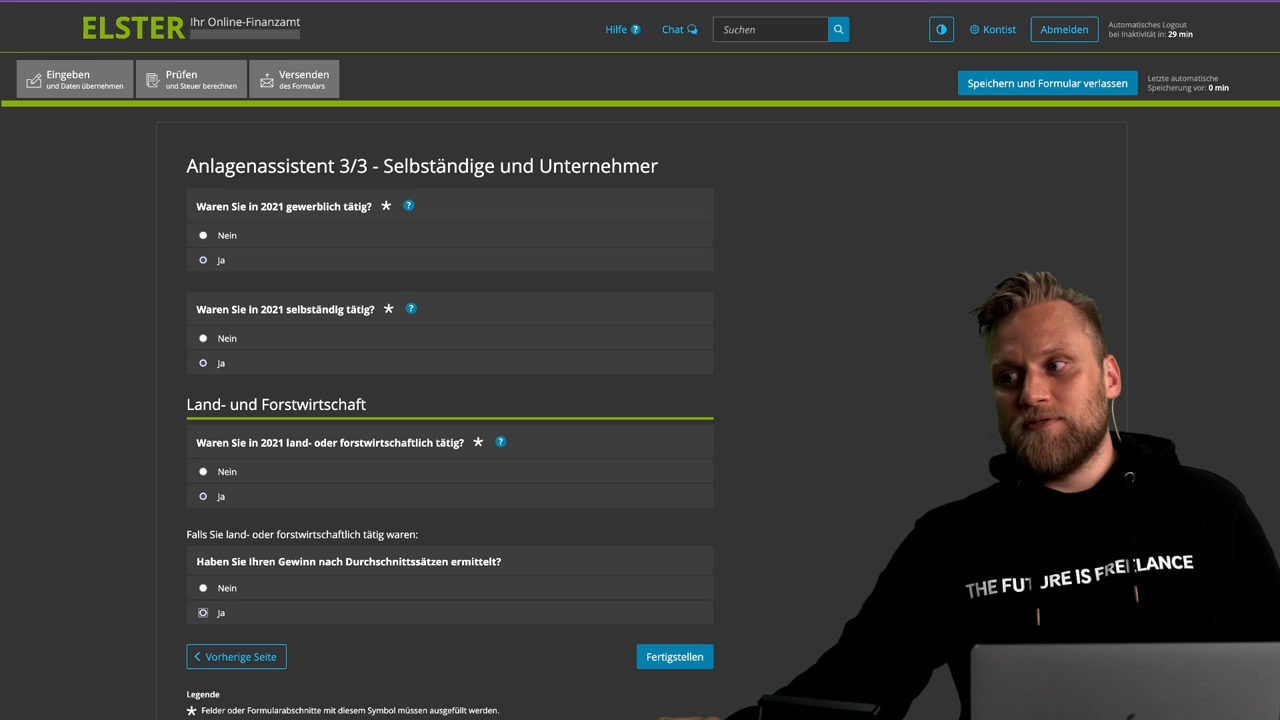 ELSTER Ihr Online-Finanzamt
Hilfe ?
Chat
Suchen
Kontist
Abmelden
Automatisches Logout
bei Inaktivität in: 29 min
Eingeben
und Daten übernehmen
Prüfen
und Steuer berechnen
Versenden
des Formulars
Speichern und Formular verlassen
Letzte automatische
Speicherung vor: 0 min
Anlagenassistent 3/3 - Selbständige und Unternehmer
Waren Sie in 2021 gewerblich tätig? * ?
Nein
Ja
Waren Sie in 2021 selbständig tätig? * ?
Nein
Ja
Land- und Forstwirtschaft
Waren Sie in 2021 land- oder forstwirtschaftlich tätig? * ?
Nein
Ja
Falls Sie land- oder forstwirtschaftlich tätig waren:
Haben Sie Ihren Gewinn nach Durchschnittssätzen ermittelt?
Nein
Ja
Vorherige Seite
Fertigstellen
Legende
* Felder oder Formularabschnitte mit diesem Symbol müssen ausgefüllt werden.
THE FUTURE IS FREELANCE